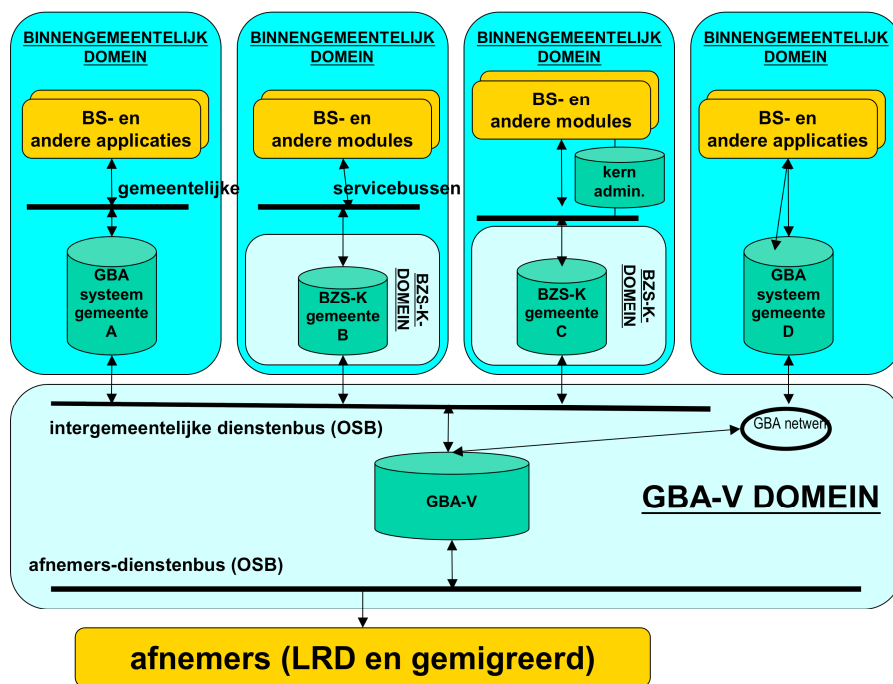 BINNENGEMEENTELIJK
DOMEIN
BS- en
andere applicaties
gemeentelijke
GBA
systeem
gemeente
A
BINNENGEMEENTELIJK
DOMEIN
BS- en
andere modules
servicebussen
BZS-K
gemeente
B
BZS-K-
DOMEIN
BINNENGEMEENTELIJK
DOMEIN
BS- en
andere modules
kern
admin.
BZS-K
gemeente
C
BZS-K-
DOMEIN
BINNENGEMEENTELIJK
DOMEIN
BS- en
andere applicaties
GBA
systeem
gemeente
D
intergemeentelijke dienstenbus (OSB)
GBA netwerk
GBA-V
GBA-V DOMEIN
afnemers-dienstenbus (OSB)
afnemers (LRD en gemigreerd)